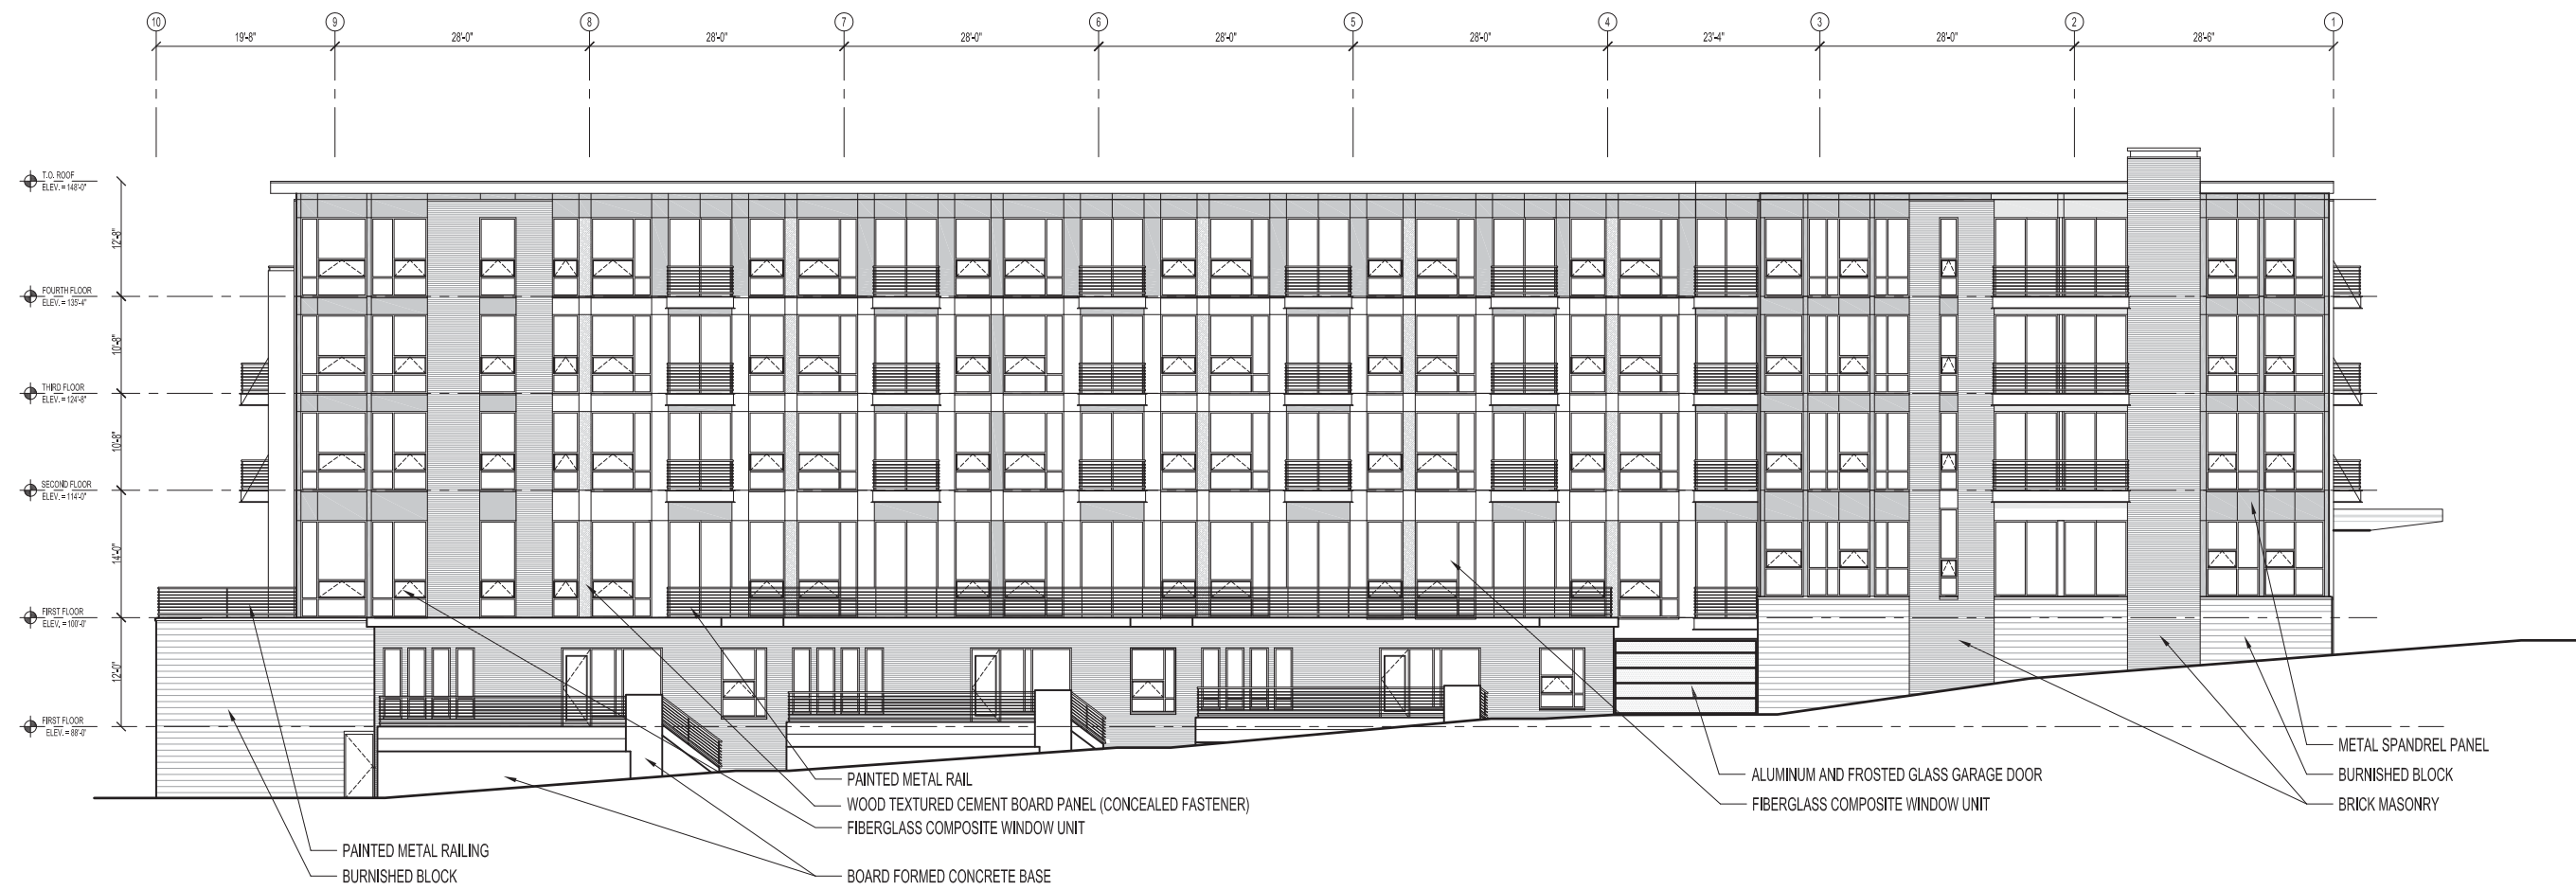 10 9 8 7 6 5 4 3 2 1
19'-8" 28'-0" 28'-0" 28'-0" 28'-0" 28'-0" 23'-4" 28'-0" 28'-6"
T.O. ROOF
ELEV. = 148'-0"
12'-8"
FOURTH FLOOR
ELEV. = 135'-4"
10'-8"
THIRD FLOOR
ELEV. = 124'-8"
10'-8"
SECOND FLOOR
ELEV. = 114'-0"
14'-0"
FIRST FLOOR
ELEV. = 100'-0"
12'-0"
FIRST FLOOR
ELEV. = 88'-0"
PAINTED METAL RAILING
BURNISHED BLOCK
PAINTED METAL RAIL
WOOD TEXTURED CEMENT BOARD PANEL (CONCEALED FASTENER)
FIBERGLASS COMPOSITE WINDOW UNIT
BOARD FORMED CONCRETE BASE
ALUMINUM AND FROSTED GLASS GARAGE DOOR
FIBERGLASS COMPOSITE WINDOW UNIT
METAL SPANDREL PANEL
BURNISHED BLOCK
BRICK MASONRY